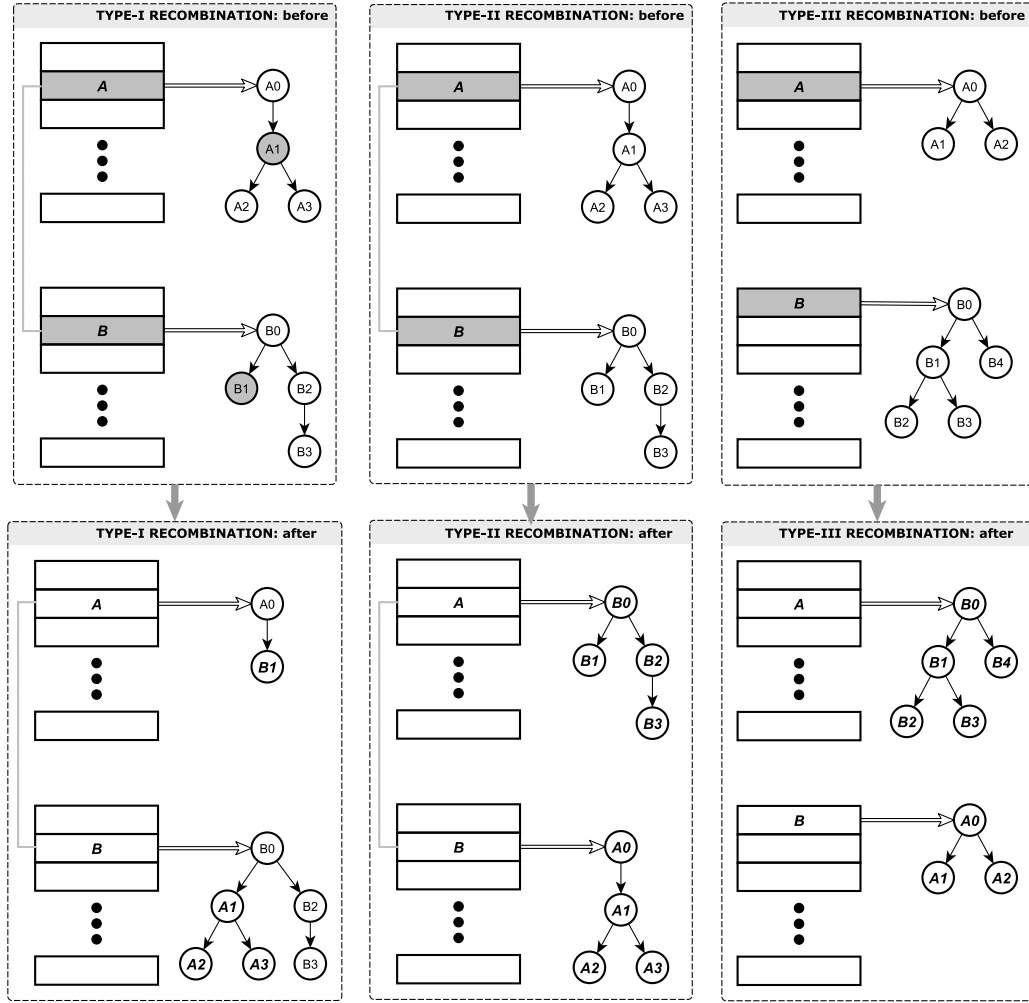 TYPE-I RECOMBINATION: before
A
A0
A1
A2
A3
B
B0
B1
B2
B3
TYPE-II RECOMBINATION: before
A
A0
A1
A2
A3
B
B0
B1
B2
B3
TYPE-III RECOMBINATION: before
A
A0
A1
A2
B
B0
B1
B4
B2
B3
TYPE-I RECOMBINATION: after
A
A0
B1
B
B0
A1
B2
A2
A3
B3
TYPE-II RECOMBINATION: after
A
B0
B1
B2
B3
B
A0
A1
A2
A3
TYPE-III RECOMBINATION: after
A
B0
B1
B4
B2
B3
B
A0
A1
A2